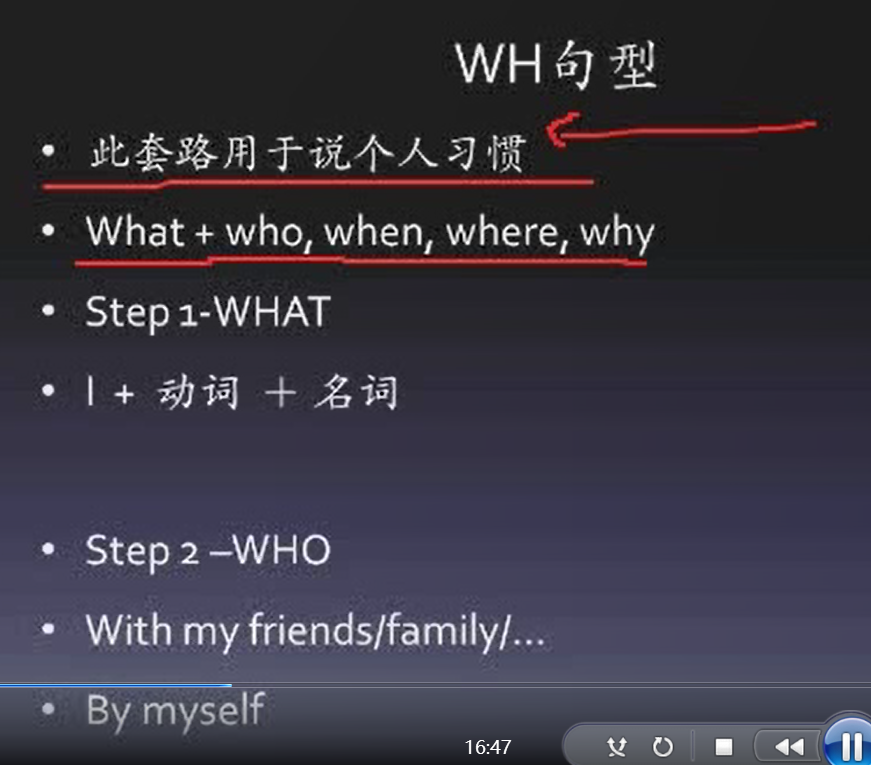 WH句型
• 此套路用于说个人习惯
• What + who, when, where, why
• Step 1-WHAT
• I + 动词 + 名词
• Step 2 –WHO
• With my friends/family/...
• By myself
16:47